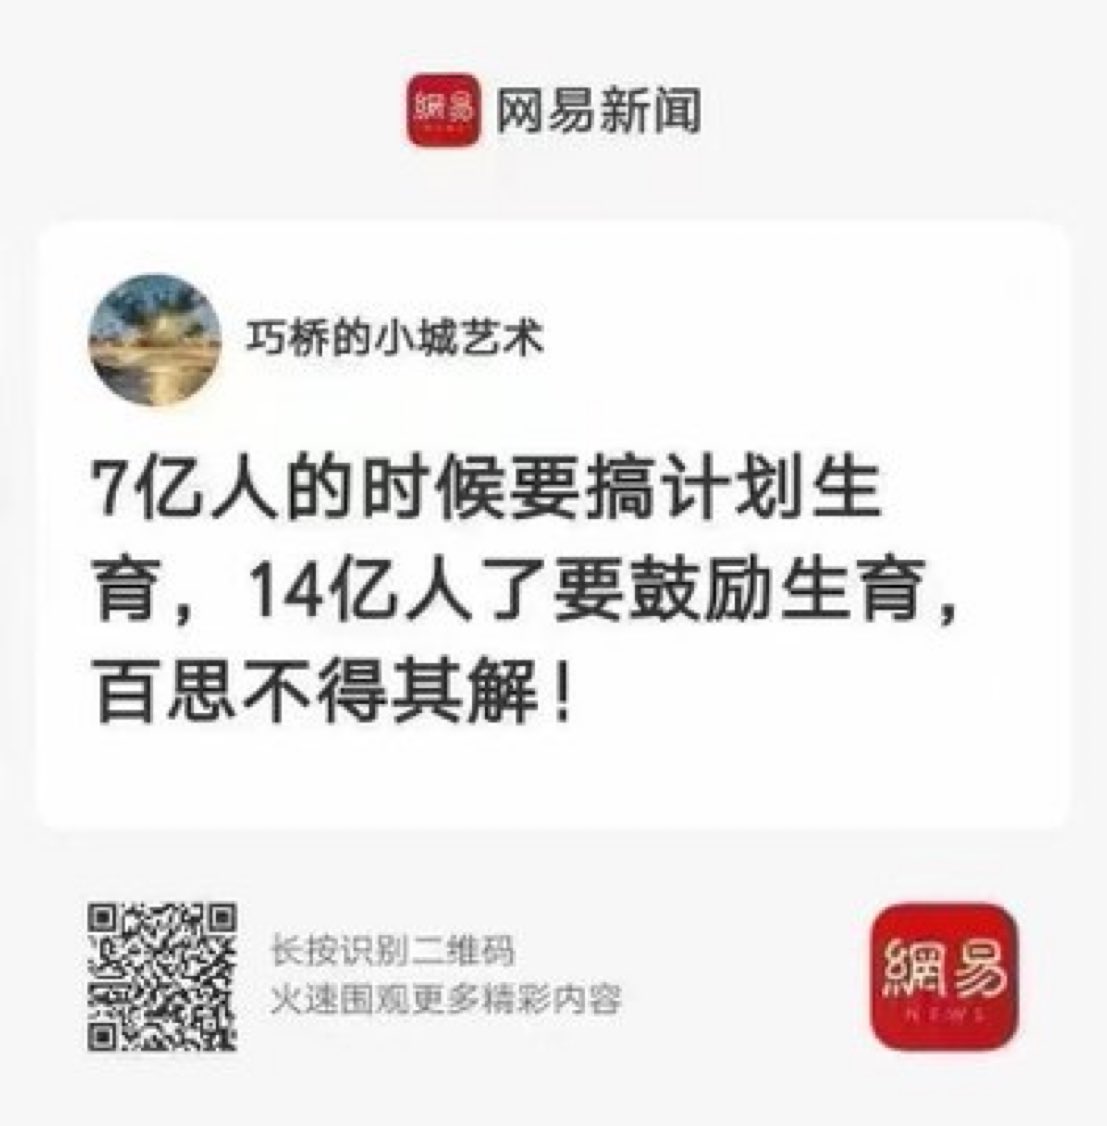 網易
NEWS
网易新闻
巧桥的小城艺术
7亿人的时候要搞计划生
育，14亿人了要鼓励生育，
百思不得其解！
长按识别二维码
火速围观更多精彩内容
網易
NEWS